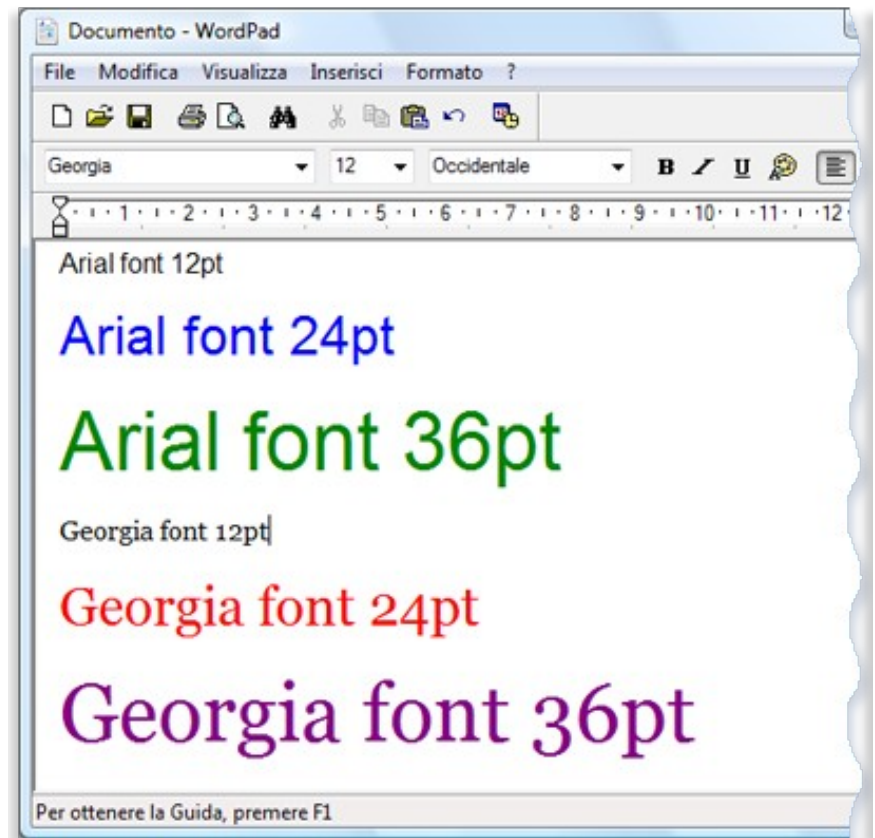 Documento - WordPad
File Modifica Visualizza Inserisci Formato ?
Georgia 12 Occidentale B I U
1 2 3 4 5 6 7 8 9 10 11 12
Arial font 12pt
Arial font 24pt
Arial font 36pt
Georgia font 12pt
Georgia font 24pt
Georgia font 36pt
Per ottenere la Guida, premere F1